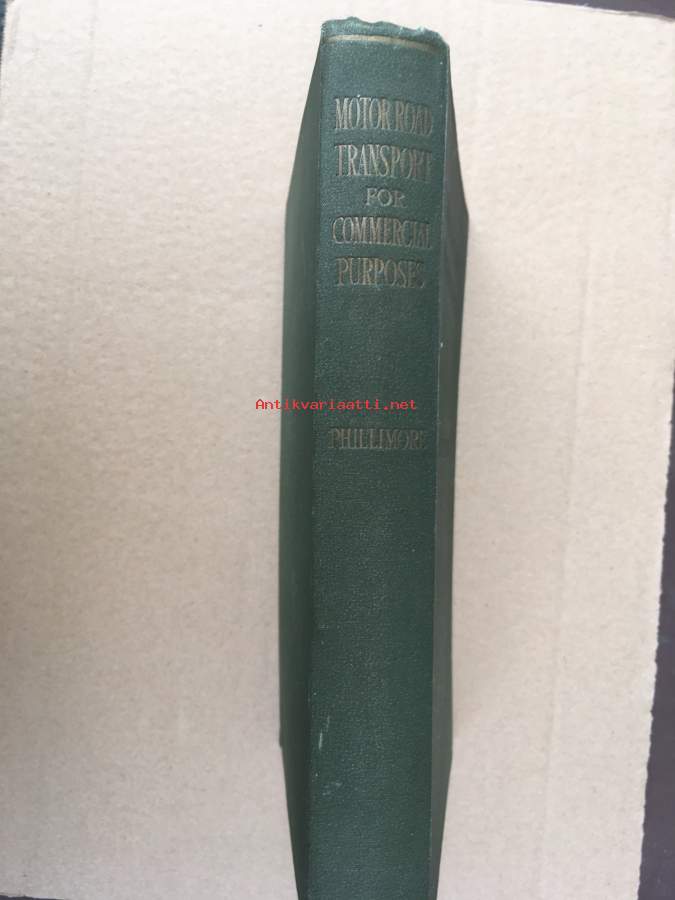 MOTOR ROAD
TRANSPORT
FOR
COMMERCIAL
PURPOSES
Antikvariaatti.net
PHILLIMORE